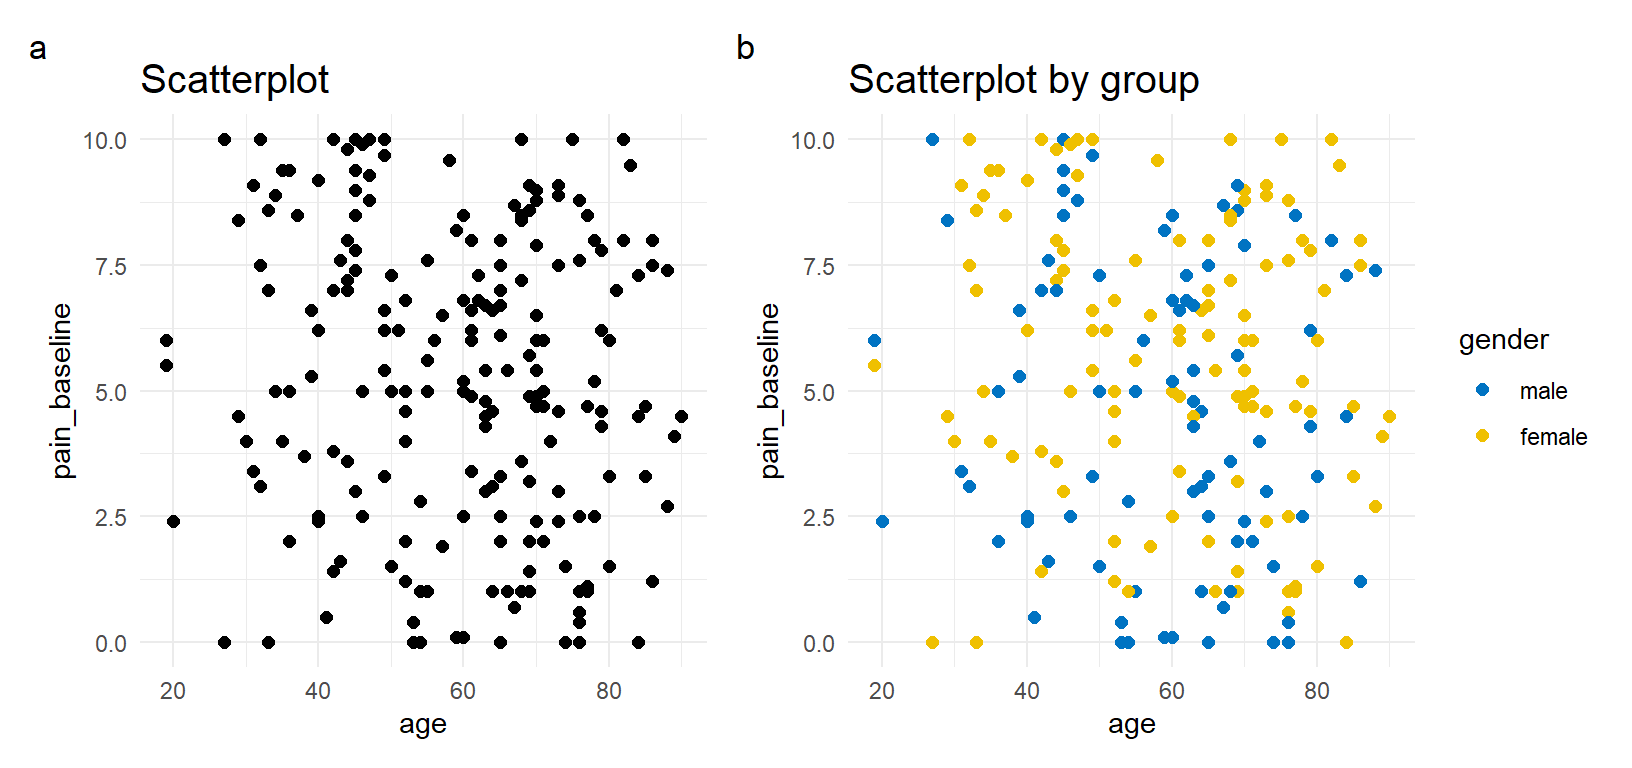 a
Scatterplot
10.0
7.5
5.0
2.5
0.0
pain_baseline
20 40 60 80
age
b
Scatterplot by group
10.0
7.5
5.0
2.5
0.0
pain_baseline
20 40 60 80
age
gender
male
female